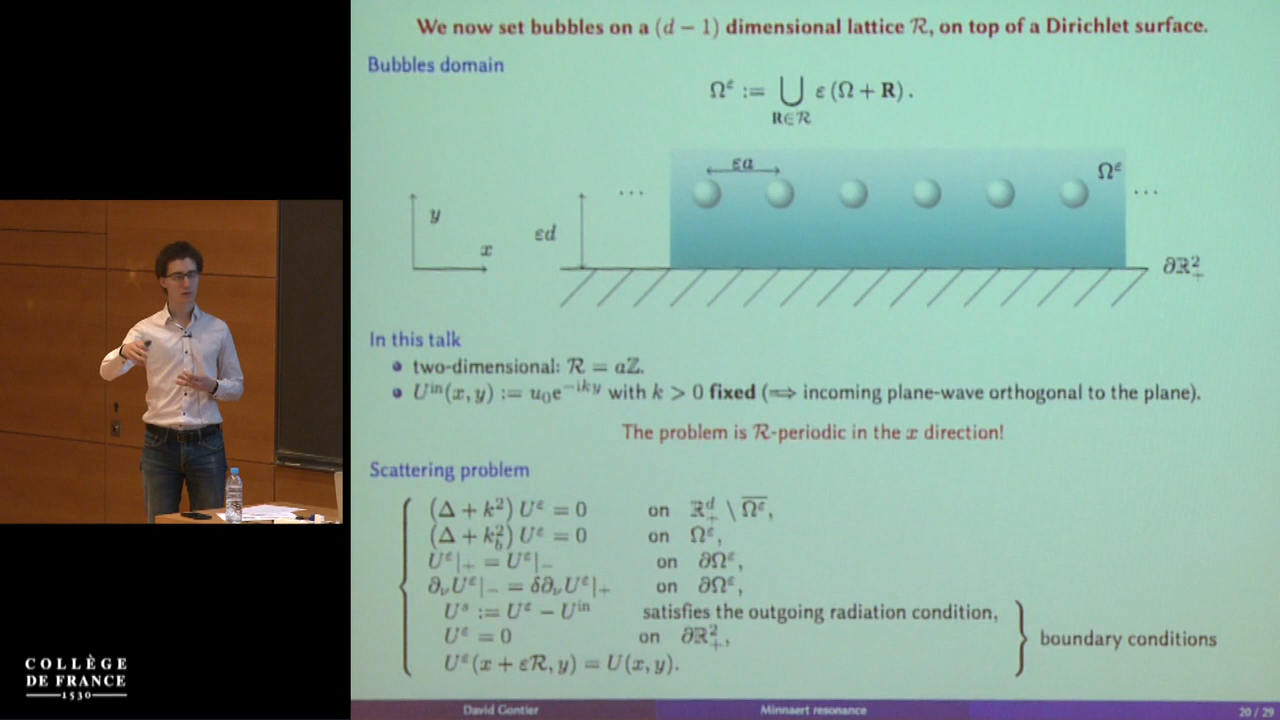 We now set bubbles on a (d − 1) dimensional lattice ℛ, on top of a Dirichlet surface.
Bubbles domain
Ω^ε := ⋃_{R∈ℛ} ε (Ω + R) .
εa
Ω^ε
...
...
y
x
εd
∂ℝ²₊
In this talk
• two-dimensional: ℛ = aℤ.
• U^in(x, y) := u₀e^{−iky} with k > 0 fixed (⟹ incoming plane-wave orthogonal to the plane).
The problem is ℛ-periodic in the x direction!
Scattering problem
(Δ + k²) U^ε = 0 on ℝ^d₊ \ \overline{Ω^ε},
(Δ + k_b²) U^ε = 0 on Ω^ε,
U^ε|₊ = U^ε|₋ on ∂Ω^ε,
∂_νU^ε|₋ = δ∂_νU^ε|₊ on ∂Ω^ε,
U^s := U^ε − U^in satisfies the outgoing radiation condition,
U^ε = 0 on ∂ℝ²₊,
boundary conditions
U^ε(x + εℛ, y) = U(x, y).
COLLÈGE
DE FRANCE
1530
David Gontier
Minnaert resonance
20 / 29